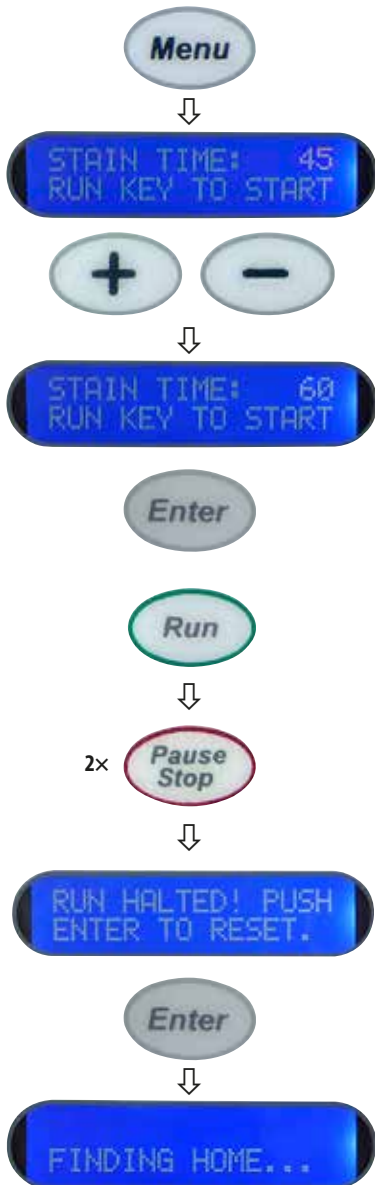 Menu
STAIN TIME: 45
RUN KEY TO START
+ −
STAIN TIME: 60
RUN KEY TO START
Enter
Run
2× Pause
Stop
RUN HALTED! PUSH
ENTER TO RESET.
Enter
FINDING HOME...